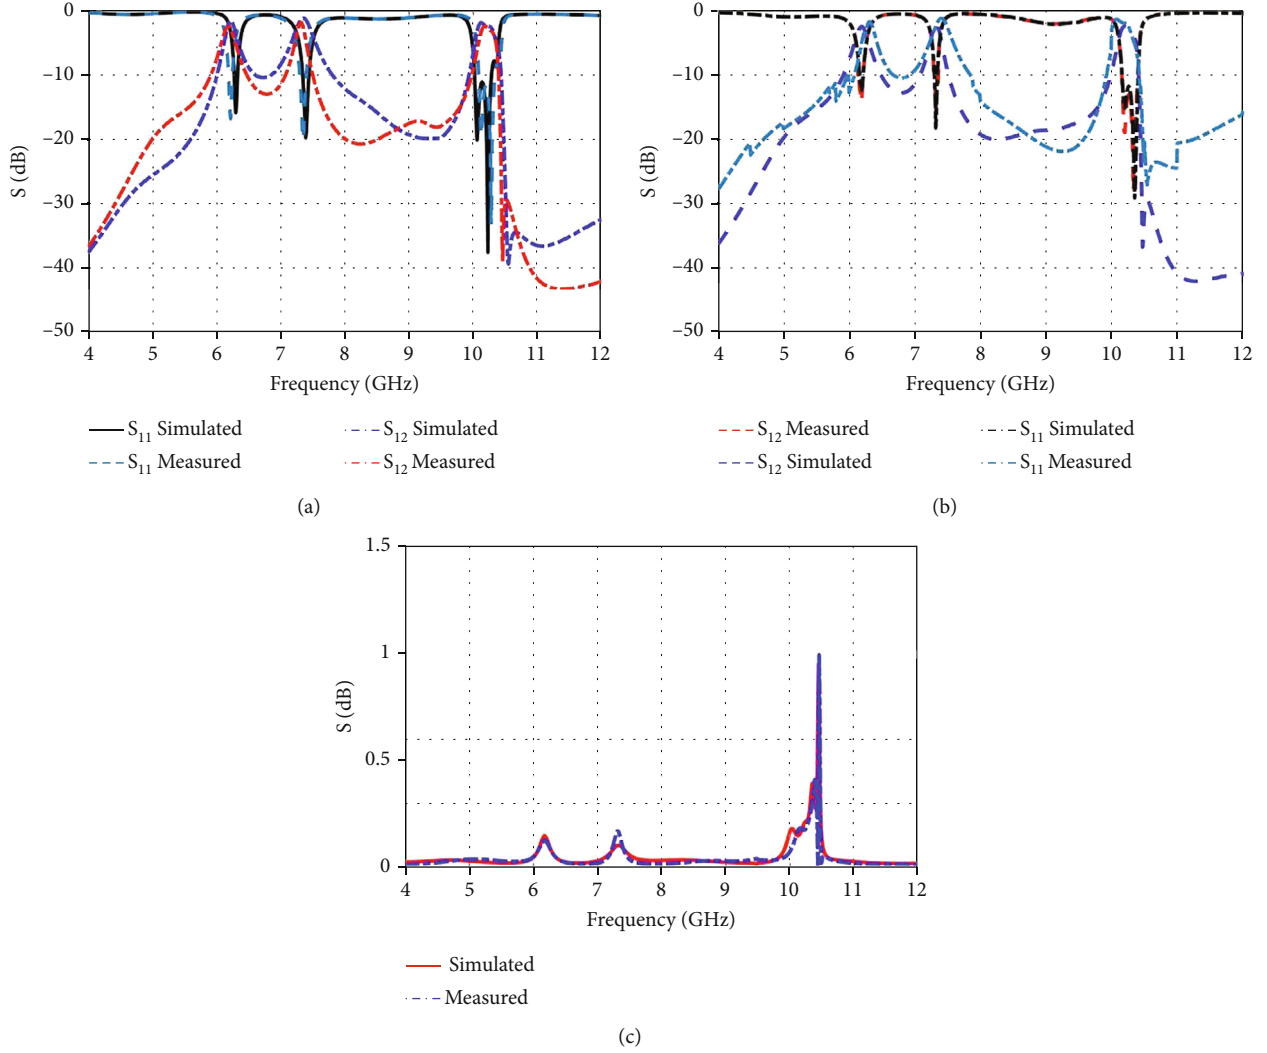 0
−10
−20
−30
−40
−50
S (dB)
4 5 6 7 8 9 10 11 12
Frequency (GHz)
S11 Simulated
S12 Simulated
S11 Measured
S12 Measured
(a)
0
−10
−20
−30
−40
−50
S (dB)
4 5 6 7 8 9 10 11 12
Frequency (GHz)
S12 Measured
S11 Simulated
S12 Simulated
S11 Measured
(b)
1.5
1
0.5
0
S (dB)
4 5 6 7 8 9 10 11 12
Frequency (GHz)
Simulated
Measured
(c)